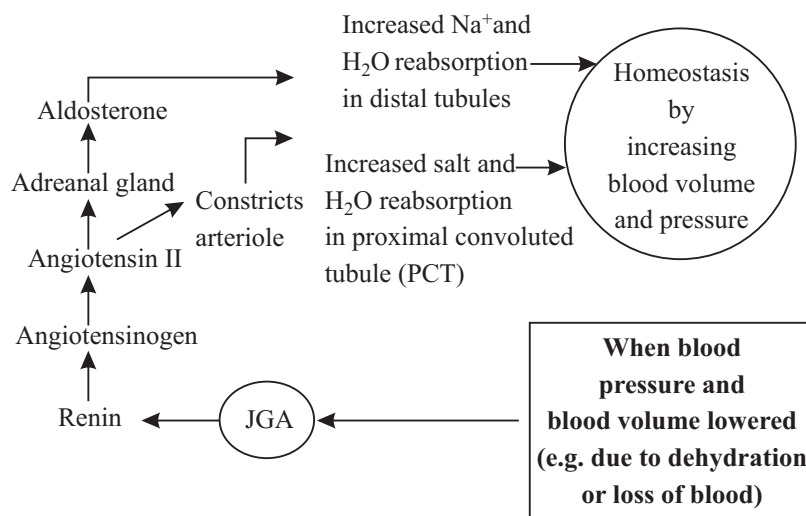 Increased Na⁺and
H₂O reabsorption
in distal tubules
Homeostasis
by
increasing
blood volume
and pressure
Aldosterone
Increased salt and
H₂O reabsorption
in proximal convoluted
tubule (PCT)
Adreanal gland
Constricts
arteriole
Angiotensin II
Angiotensinogen
Renin
JGA
When blood
pressure and
blood volume lowered
(e.g. due to dehydration
or loss of blood)